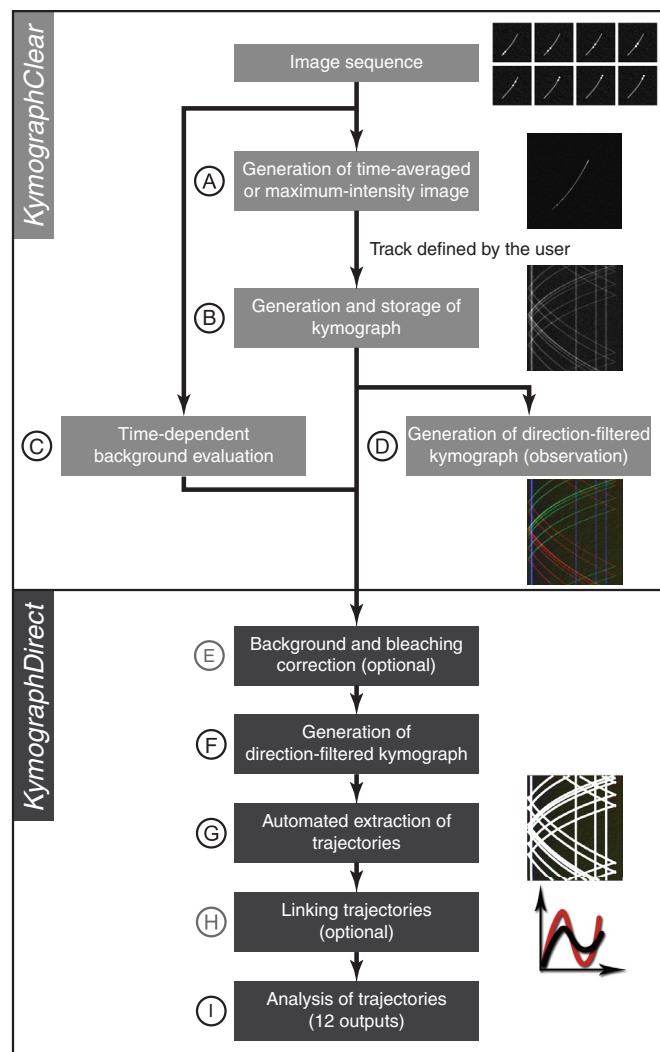 KymographClear
Image sequence
A
Generation of time-averaged
or maximum-intensity image
Track defined by the user
B
Generation and storage of
kymograph
C
Time-dependent
background evaluation
D
Generation of direction-filtered
kymograph (observation)
KymographDirect
E
Background and bleaching
correction (optional)
F
Generation of
direction-filtered kymograph
G
Automated extraction of
trajectories
H
Linking trajectories
(optional)
I
Analysis of trajectories
(12 outputs)